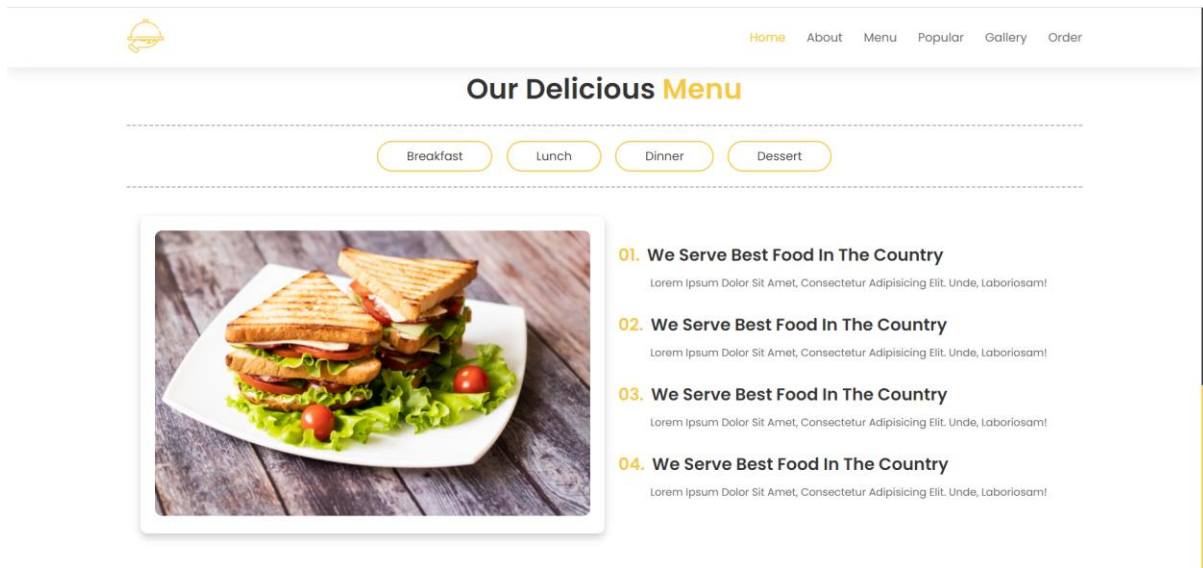 Home About Menu Popular Gallery Order
Our Delicious Menu
Breakfast Lunch Dinner Dessert
01. We Serve Best Food In The Country
Lorem Ipsum Dolor Sit Amet, Consectetur Adipisicing Elit. Unde, Laboriosam!
02. We Serve Best Food In The Country
Lorem Ipsum Dolor Sit Amet, Consectetur Adipisicing Elit. Unde, Laboriosam!
03. We Serve Best Food In The Country
Lorem Ipsum Dolor Sit Amet, Consectetur Adipisicing Elit. Unde, Laboriosam!
04. We Serve Best Food In The Country
Lorem Ipsum Dolor Sit Amet, Consectetur Adipisicing Elit. Unde, Laboriosam!